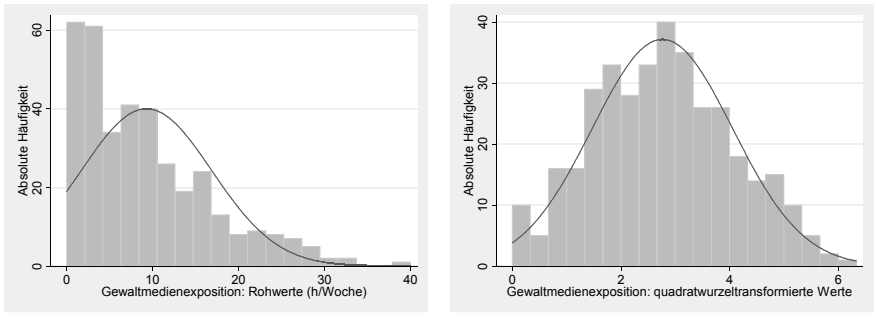 Absolute Häufigkeit
60
40
20
0
0 10 20 30 40
Gewaltmedienexposition: Rohwerte (h/Woche)
Absolute Häufigkeit
40
30
20
10
0
0 2 4 6
Gewaltmedienexposition: quadratwurzeltransformierte Werte